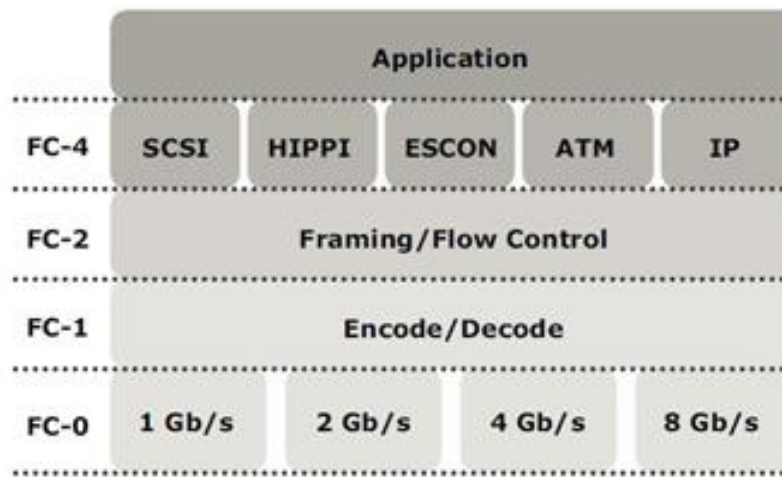 Application
FC-4 SCSI HIPPI ESCON ATM IP
FC-2 Framing/Flow Control
FC-1 Encode/Decode
FC-0 1 Gb/s 2 Gb/s 4 Gb/s 8 Gb/s